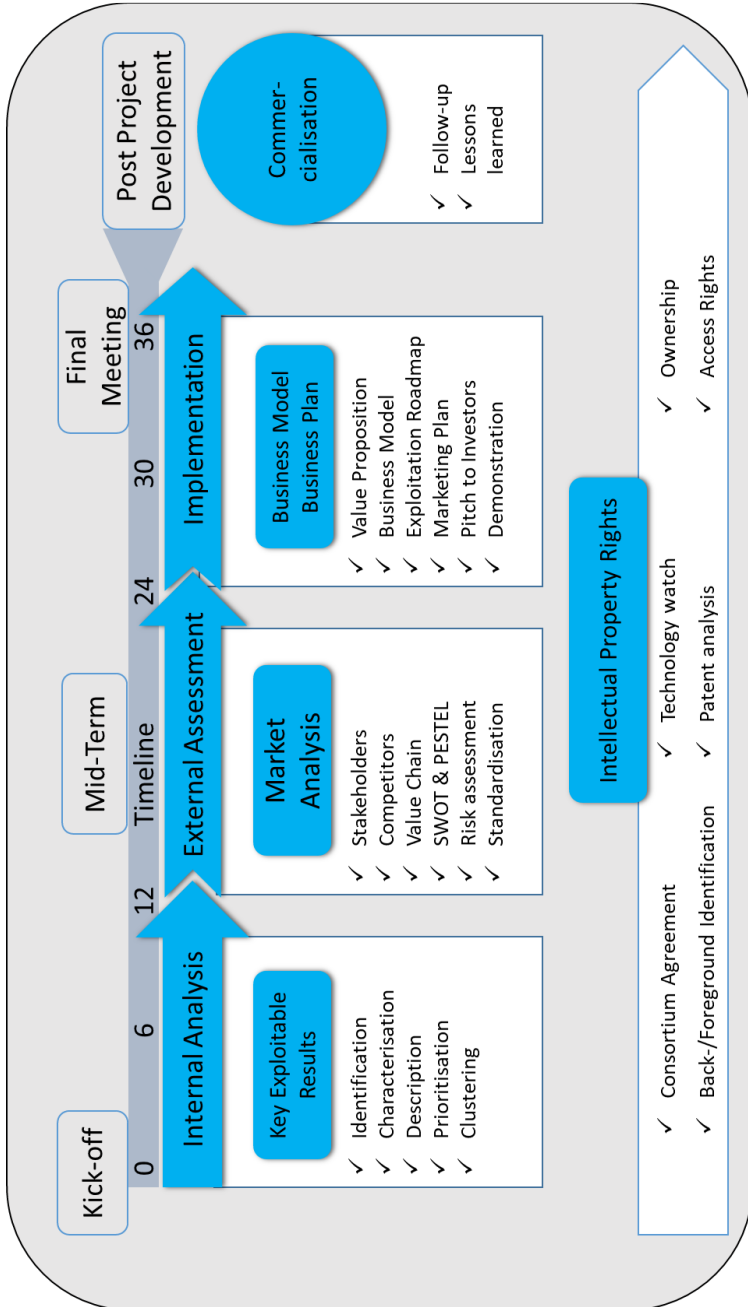 Kick-off
Mid-Term
Final
Meeting
Post Project
Development
0
6
12
Timeline
24
30
36
Internal Analysis
External Assessment
Implementation
Key Exploitable
Results
✓ Identification
✓ Characterisation
✓ Description
✓ Prioritisation
✓ Clustering
Market
Analysis
✓ Stakeholders
✓ Competitors
✓ Value Chain
✓ SWOT & PESTEL
✓ Risk assessment
✓ Standardisation
Business Model
Business Plan
✓ Value Proposition
✓ Business Model
✓ Exploitation Roadmap
✓ Marketing Plan
✓ Pitch to Investors
✓ Demonstration
Commer-
cialisation
✓ Follow-up
✓ Lessons
learned
Intellectual Property Rights
✓ Consortium Agreement
✓ Back-/Foreground Identification
✓ Technology watch
✓ Patent analysis
✓ Ownership
✓ Access Rights